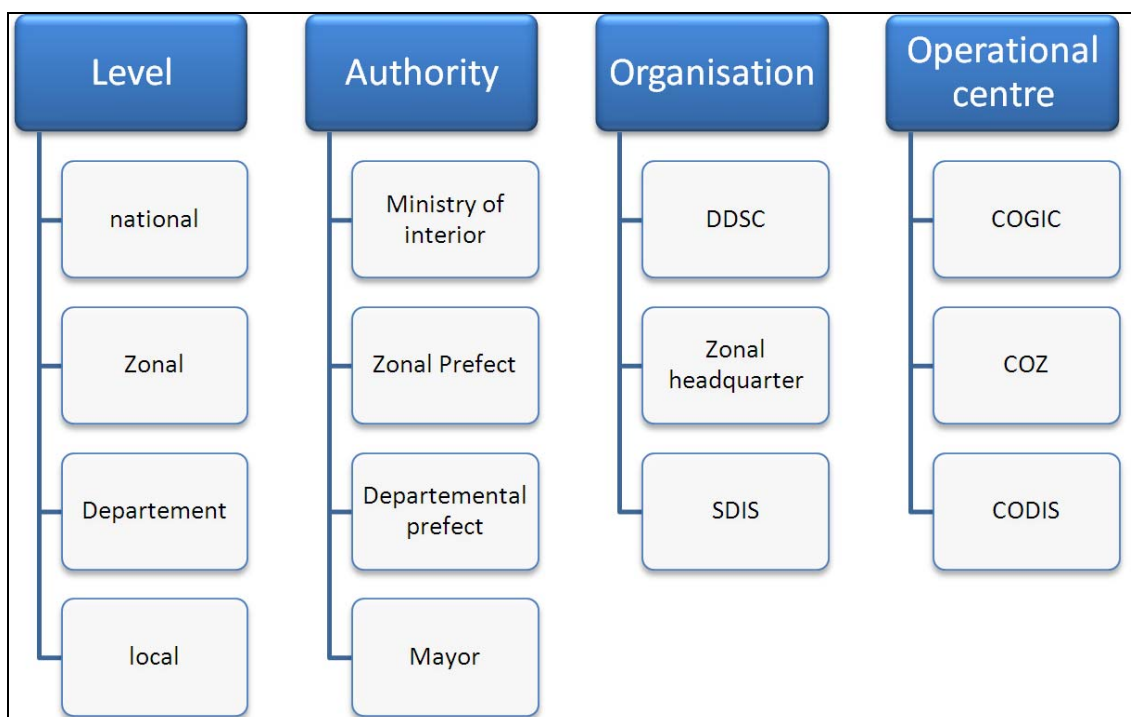 Level
national
Zonal
Departement
local
Authority
Ministry of
interior
Zonal Prefect
Departemental
prefect
Mayor
Organisation
DDSC
Zonal
headquarter
SDIS
Operational
centre
COGIC
COZ
CODIS